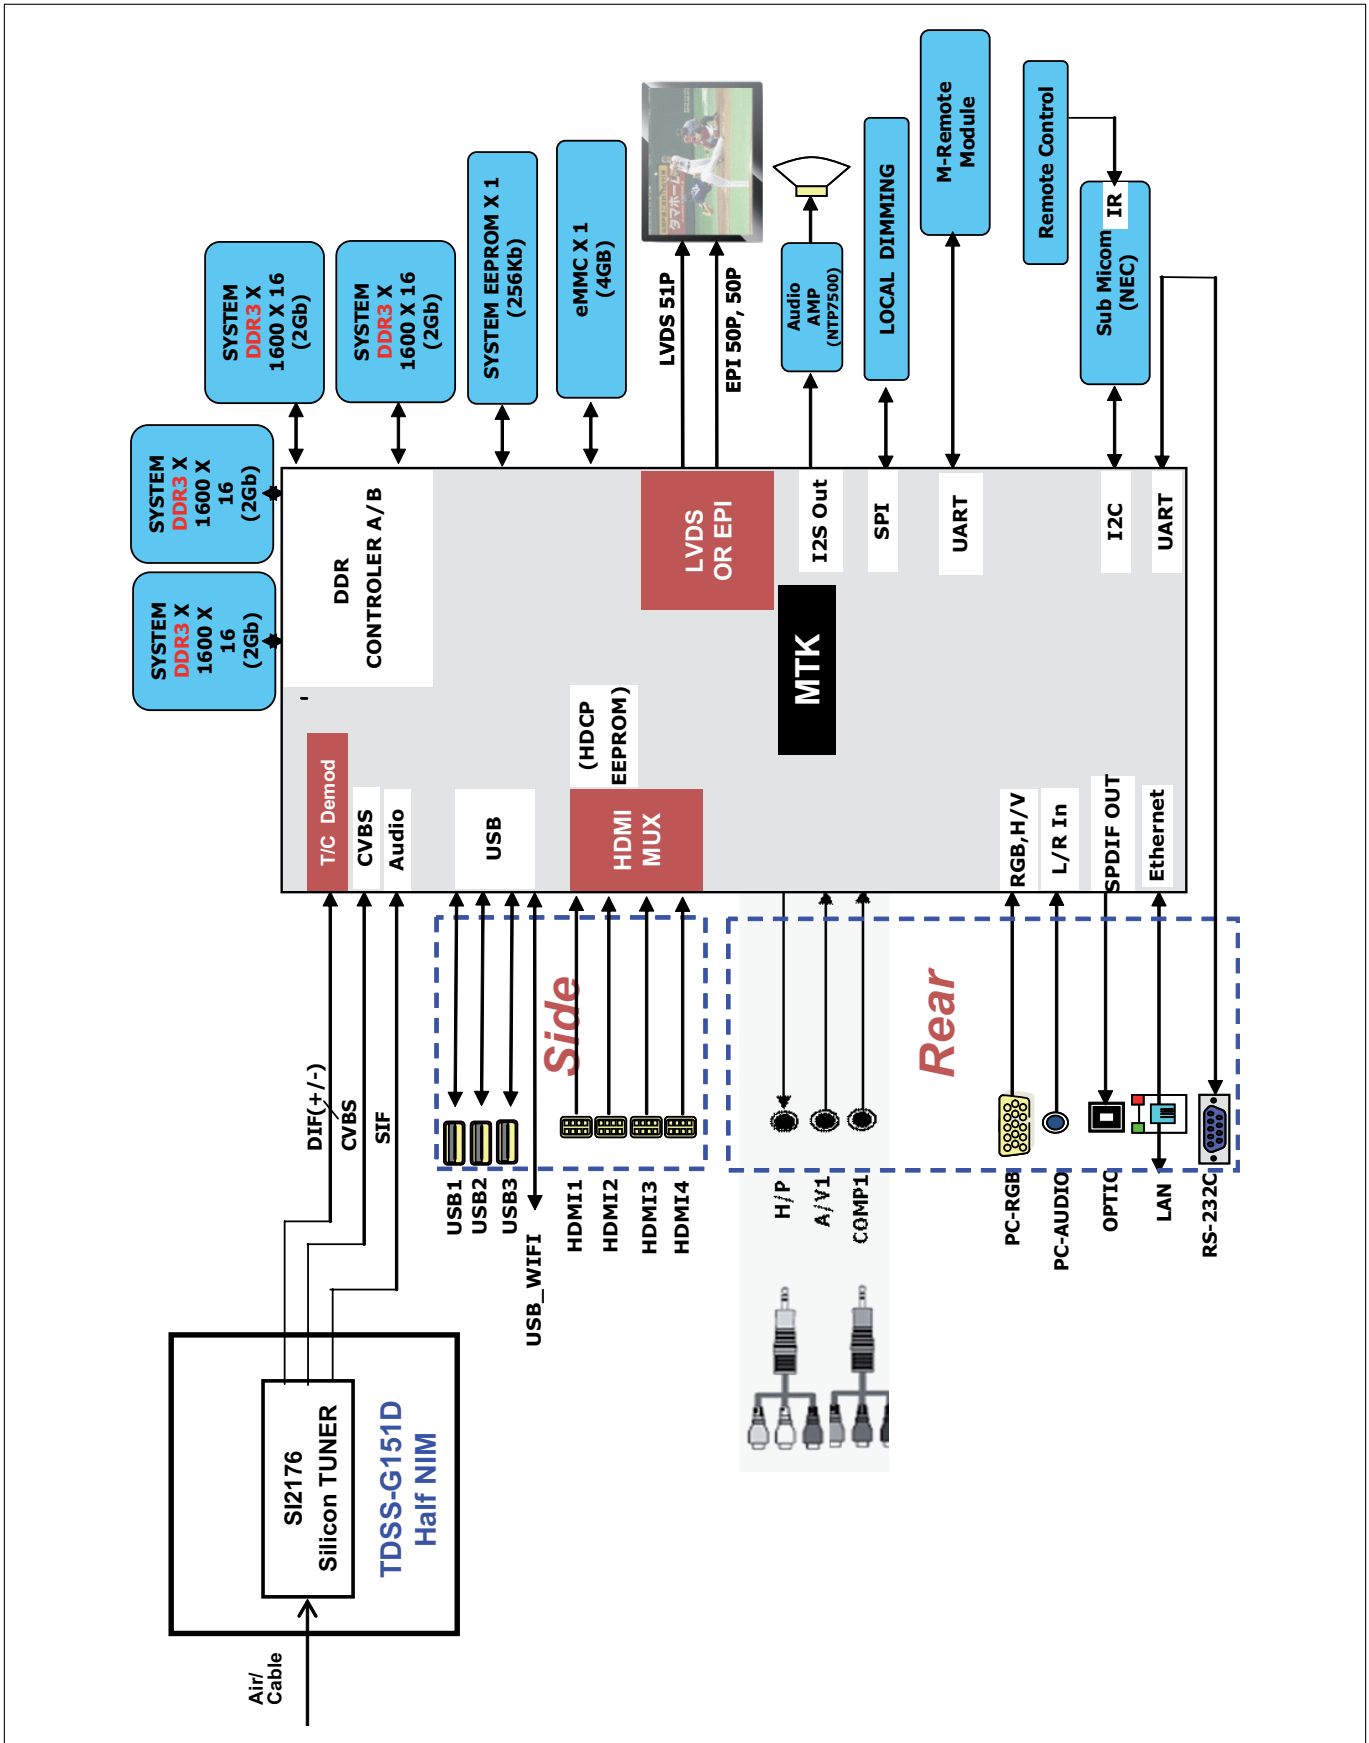 Air/
Cable
SI2176
Silicon TUNER
TDSS-G151D
Half NIM
DIF(+/-)
CVBS
SIF
USB1
USB2
USB3
USB_WIFI
HDMI1
HDMI2
HDMI3
HDMI4
Side
H/P
A/V1
COMP1
Rear
PC-RGB
PC-AUDIO
OPTIC
LAN
RS-232C
T/C Demod
CVBS
Audio
USB
HDMI
MUX
(HDCP
EEPROM)
RGB,H/V
L/R In
SPDIF OUT
Ethernet
MTK
DDR
CONTROLER A/B
LVDS
OR EPI
I2S Out
SPI
UART
I2C
UART
SYSTEM
DDR3 X
1600 X
16
(2Gb)
SYSTEM
DDR3 X
1600 X
16
(2Gb)
SYSTEM
DDR3 X
1600 X 16
(2Gb)
SYSTEM
DDR3 X
1600 X 16
(2Gb)
SYSTEM EEPROM X 1
(256Kb)
eMMC X 1
(4GB)
LVDS 51P
EPI 50P, 50P
タマホー
Audio
AMP
(NTP7500)
LOCAL DIMMING
M-Remote
Module
Remote Control
IR
Sub Micom
(NEC)